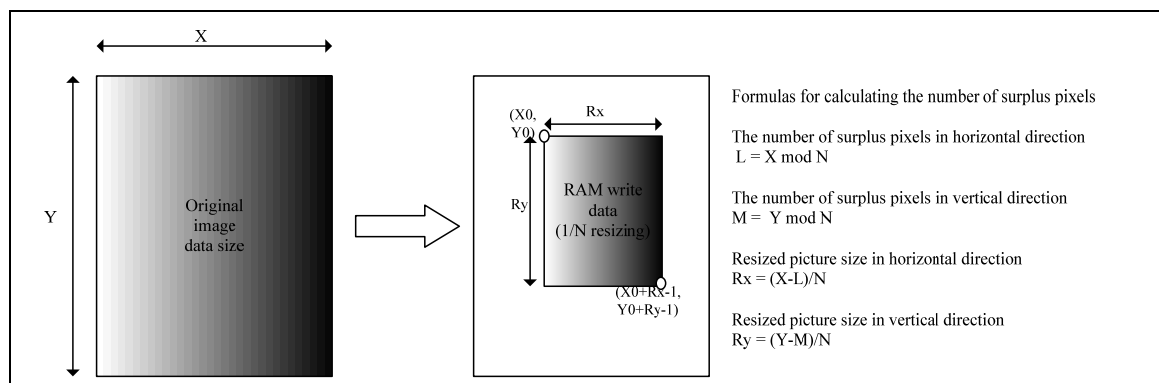 X
Y
Original
image
data size
(X0,
Y0)
Rx
Ry
RAM write
data
(1/N resizing)
(X0+Rx-1,
Y0+Ry-1)
Formulas for calculating the number of surplus pixels
The number of surplus pixels in horizontal direction
L = X mod N
The number of surplus pixels in vertical direction
M = Y mod N
Resized picture size in horizontal direction
Rx = (X-L)/N
Resized picture size in vertical direction
Ry = (Y-M)/N